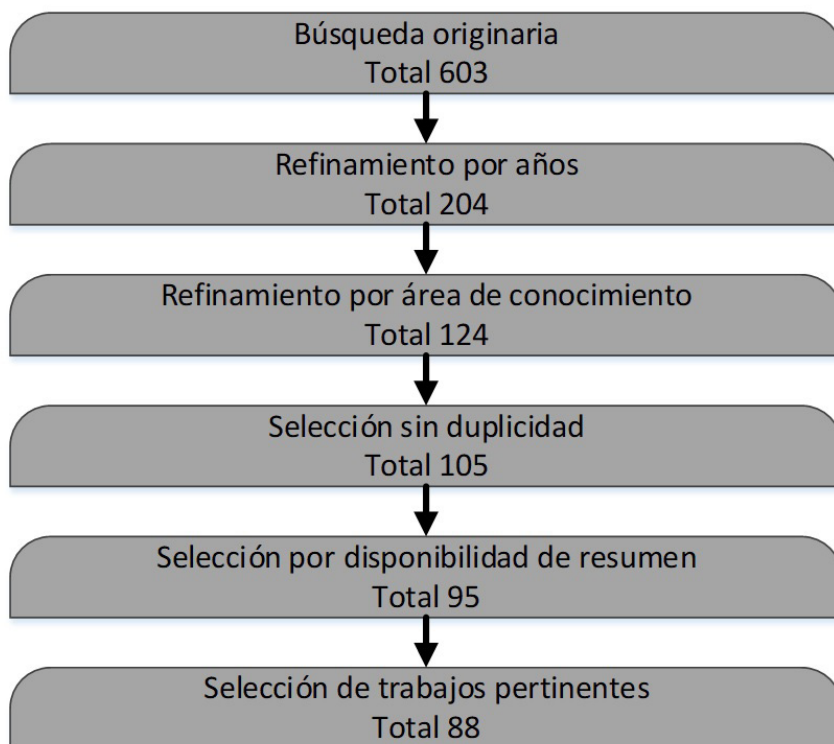 Búsqueda originaria
Total 603
Refinamiento por años
Total 204
Refinamiento por área de conocimiento
Total 124
Selección sin duplicidad
Total 105
Selección por disponibilidad de resumen
Total 95
Selección de trabajos pertinentes
Total 88